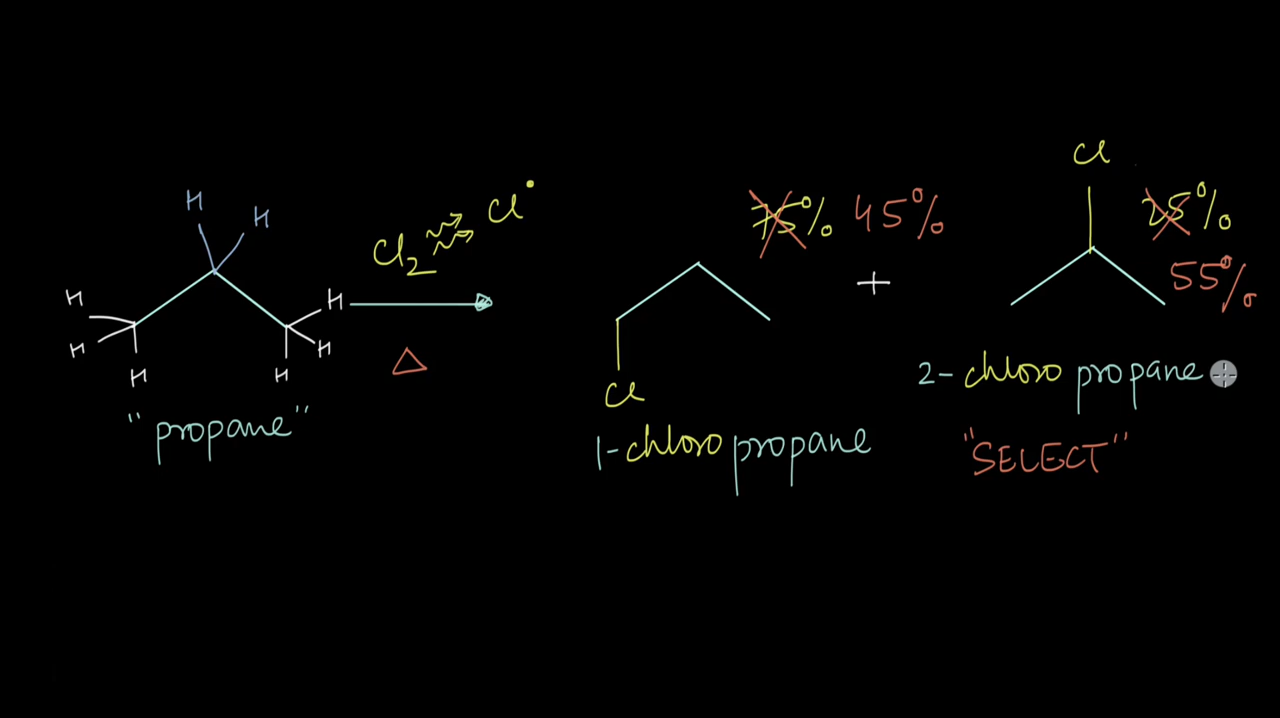 H
H
H
H
H
H
H
H
"propane"
Cl₂
Cl•
Δ
75%
45%
Cl
1-chloropropane
+
Cl
25%
55%
2-chloropropane
"SELECT"